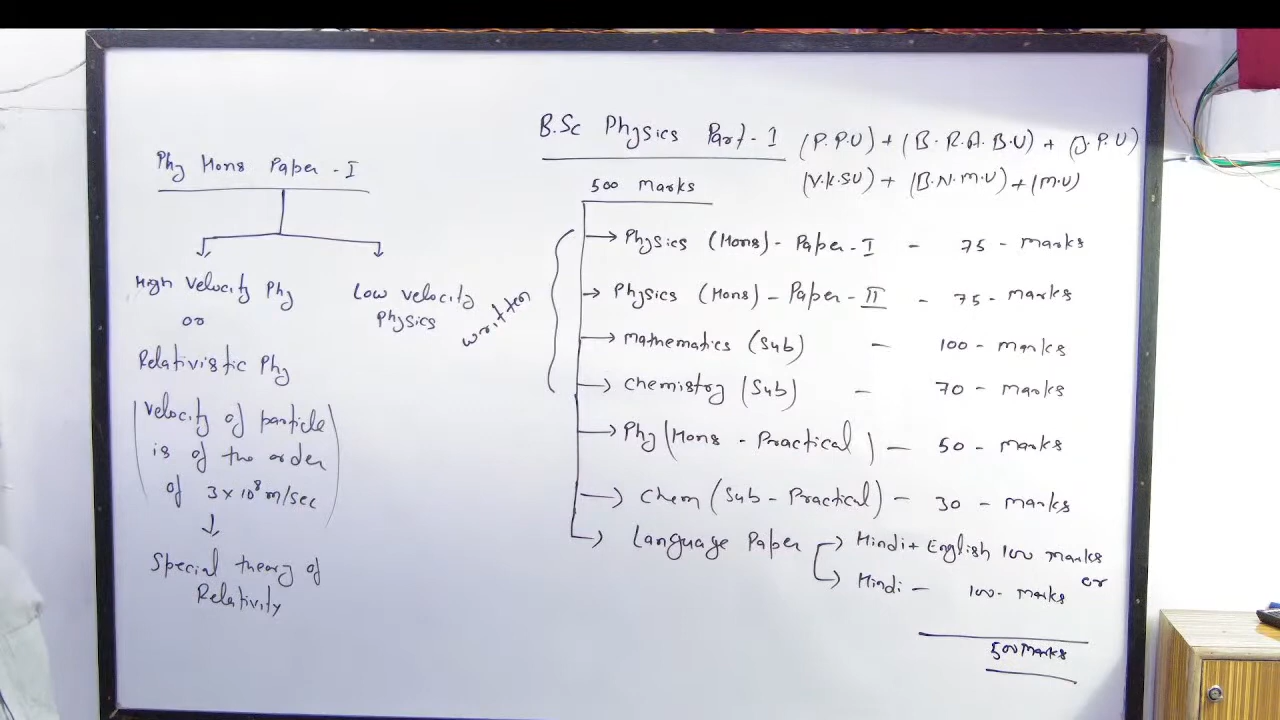 Phy Hons Paper - I
High Velocity Phy
or
Relativistic Phy
(velocity of particle
is of the order
of 3 × 10⁸ m/sec)
Special theory of
Relativity
Low velocity
Physics
B.Sc Physics Part - I (P.P.U) + (B.R.A.B.U) + (J.P.U)
(V.K.SU) + (B.N.M.U) + (M.U)
500 Marks
written
Physics (Hons) - Paper - I - 75 - marks
Physics (Hons) - Paper - II - 75 - marks
Mathematics (Sub) - 100 - marks
Chemistry (Sub) - 70 - marks
Phy (Hons - Practical) - 50 - marks
Chem (Sub - Practical) - 30 - marks
Language Paper → Hindi + English 100 marks
or
→ Hindi - 100 - marks
500 marks